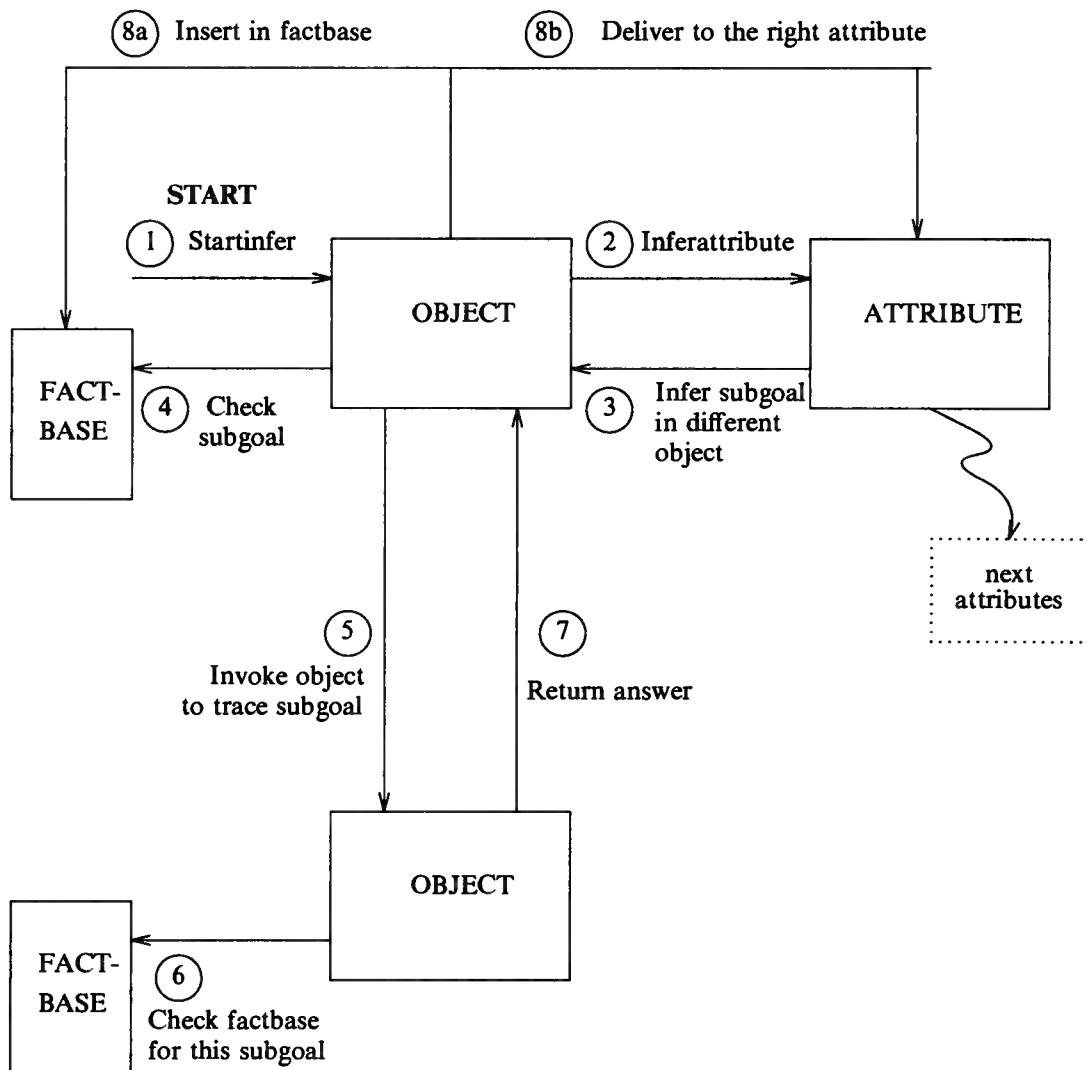 8a Insert in factbase
8b Deliver to the right attribute
START
1 Startinfer
2 Inferattribute
OBJECT
ATTRIBUTE
FACT-
BASE
4 Check
subgoal
3 Infer subgoal
in different
object
next
attributes
5
Invoke object
to trace subgoal
7
Return answer
OBJECT
FACT-
BASE
6
Check factbase
for this subgoal